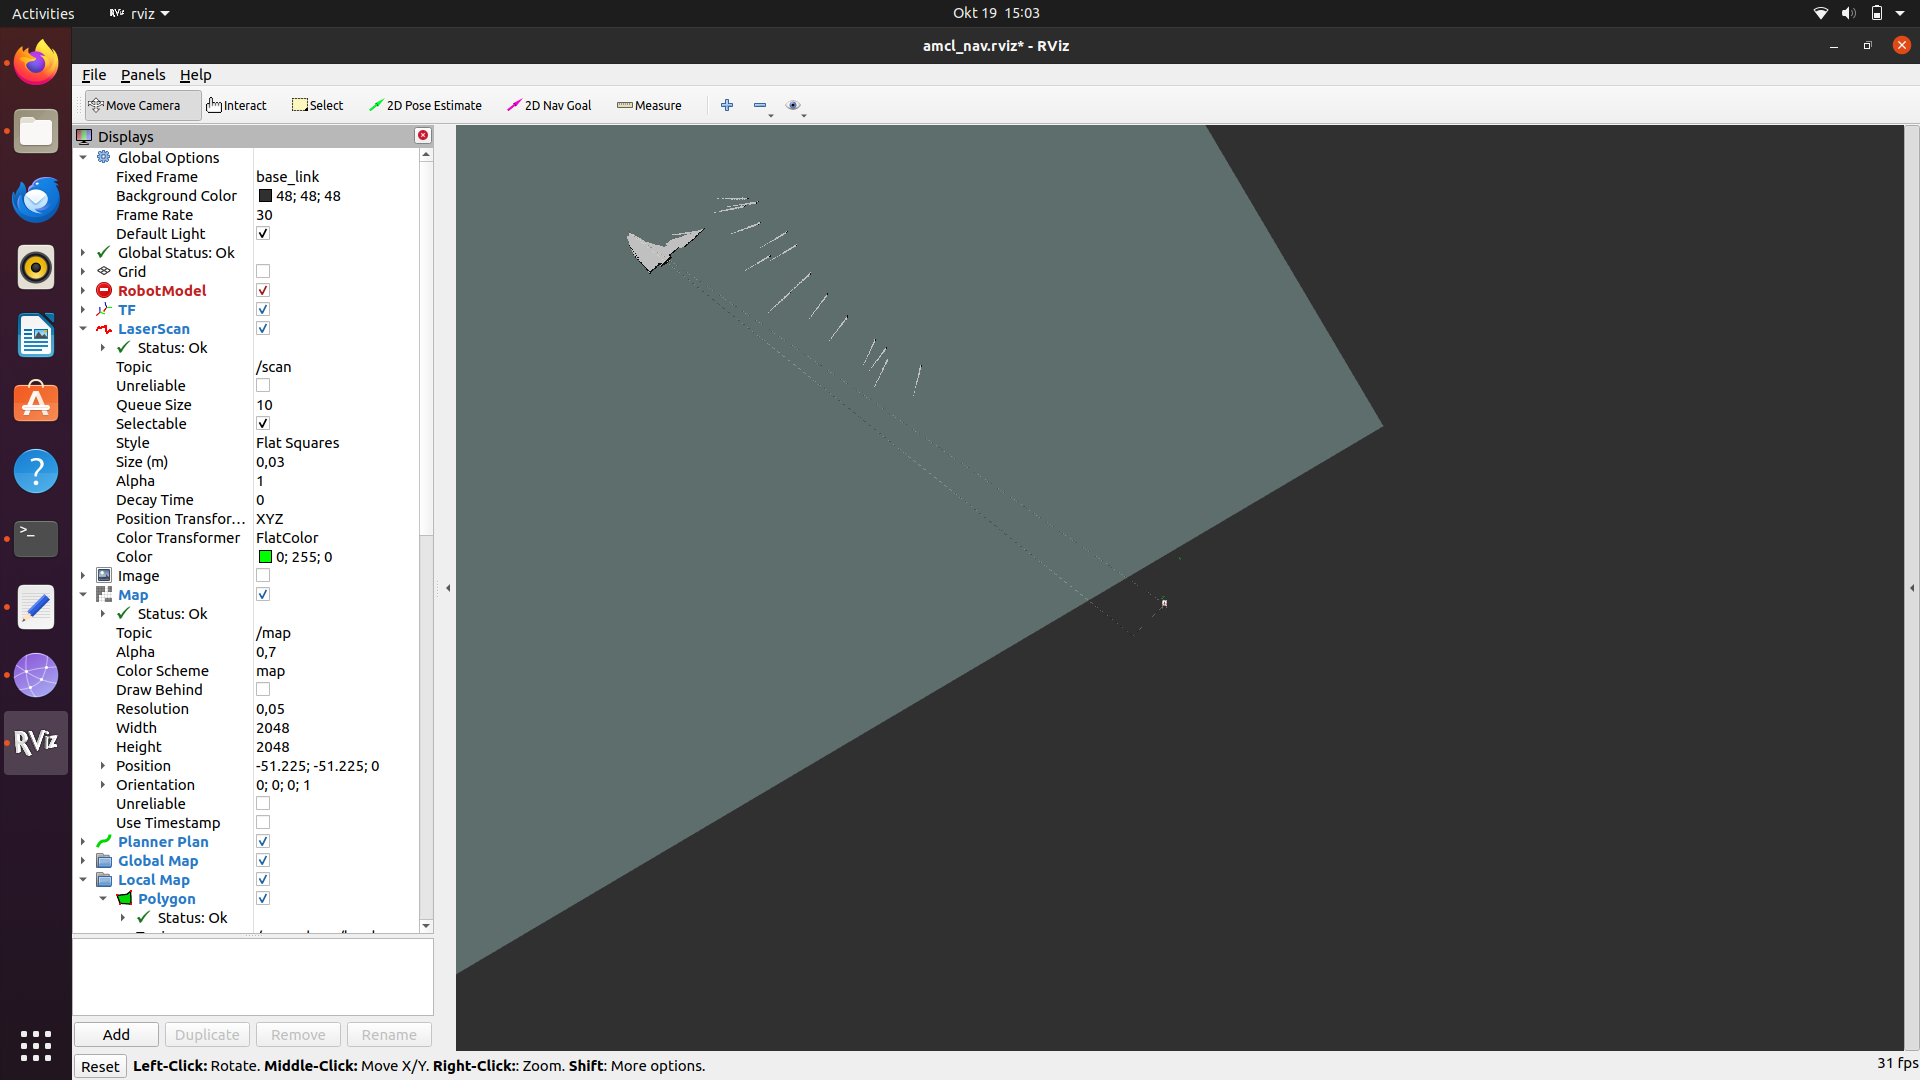 Activities
rviz
Okt 19 15:03
amcl_nav.rviz* - RViz
File Panels Help
Move Camera Interact Select 2D Pose Estimate 2D Nav Goal Measure
Displays
Global Options
Fixed Frame base_link
Background Color 48; 48; 48
Frame Rate 30
Default Light
Global Status: Ok
Grid
RobotModel
TF
LaserScan
Status: Ok
Topic /scan
Unreliable
Queue Size 10
Selectable
Style Flat Squares
Size (m) 0,03
Alpha 1
Decay Time 0
Position Transfor... XYZ
Color Transformer FlatColor
Color 0; 255; 0
Image
Map
Status: Ok
Topic /map
Alpha 0,7
Color Scheme map
Draw Behind
Resolution 0,05
Width 2048
Height 2048
Position -51.225; -51.225; 0
Orientation 0; 0; 0; 1
Unreliable
Use Timestamp
Planner Plan
Global Map
Local Map
Polygon
Status: Ok
RViz
Add Duplicate Remove Rename
Reset Left-Click: Rotate. Middle-Click: Move X/Y. Right-Click:: Zoom. Shift: More options.
31 fps